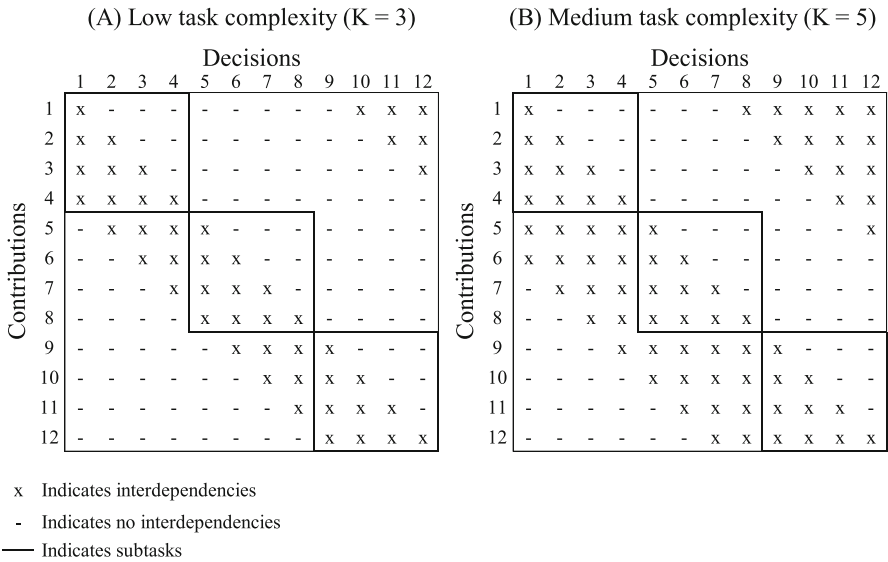 (A) Low task complexity (K = 3) (B) Medium task complexity (K = 5)
Decisions Decisions
1 2 3 4 5 6 7 8 9 10 11 12 1 2 3 4 5 6 7 8 9 10 11 12
Contributions Contributions
1 x - - - - - - - - x x x 1 x - - - - - - x x x x x
2 x x - - - - - - - - x x 2 x x - - - - - - x x x x
3 x x x - - - - - - - - x 3 x x x - - - - - - x x x
4 x x x x - - - - - - - - 4 x x x x - - - - - - x x
5 - x x x x - - - - - - - 5 x x x x x - - - - - - x
6 - - x x x x - - - - - - 6 x x x x x x - - - - - -
7 - - - x x x x - - - - - 7 - x x x x x x - - - - -
8 - - - - x x x x - - - - 8 - - x x x x x x - - - -
9 - - - - - x x x x - - - 9 - - - x x x x x x - - -
10 - - - - - - x x x x - - 10 - - - - x x x x x x - -
11 - - - - - - - x x x x - 11 - - - - - x x x x x x -
12 - - - - - - - - x x x x 12 - - - - - - x x x x x x
x Indicates interdependencies
- Indicates no interdependencies
Indicates subtasks